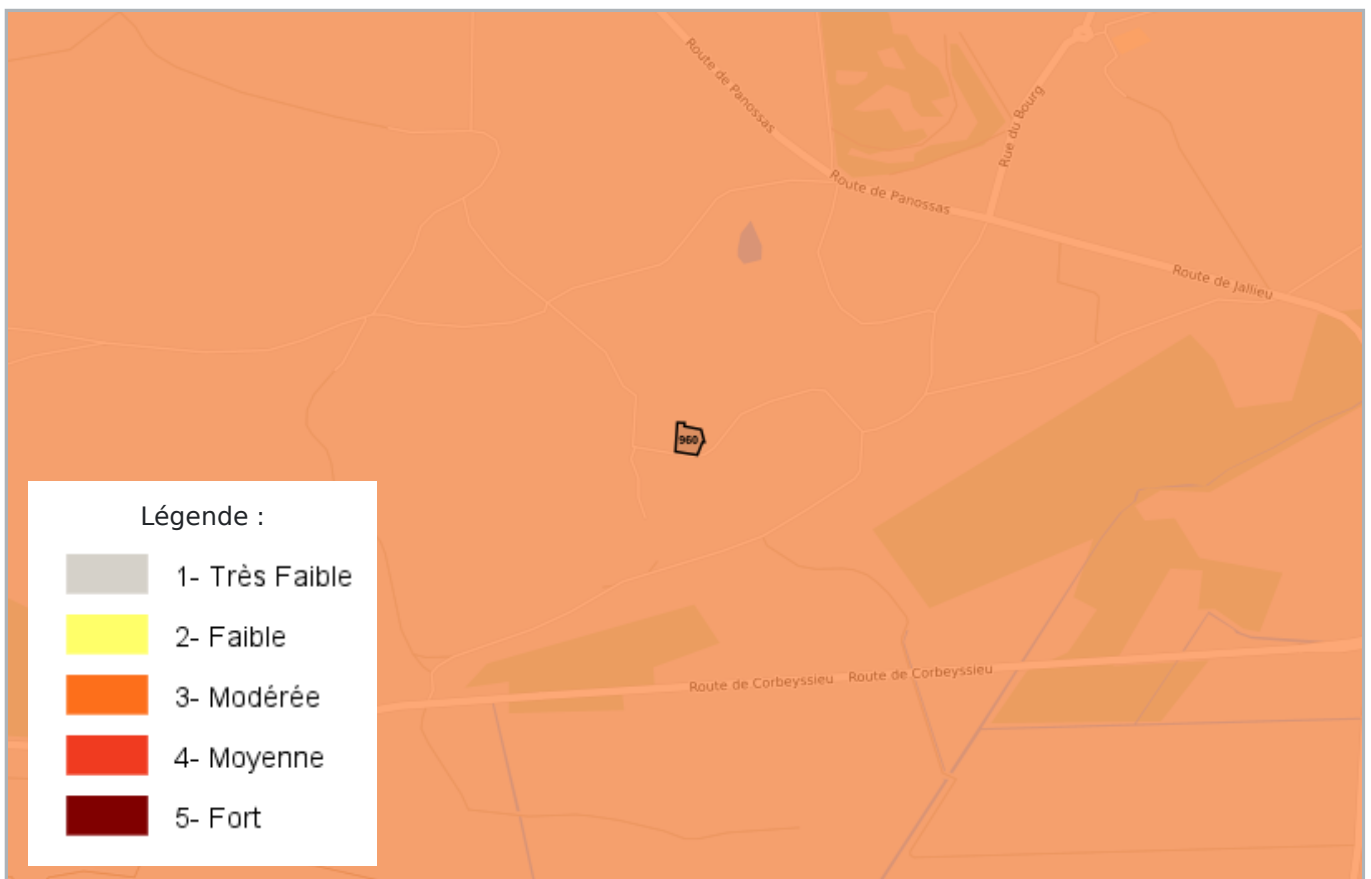 Route de Panossas
Rue du Bourg
Route de Panossas
Route de Jallieu
960
Légende :
1- Très Faible
2- Faible
3- Modérée
4- Moyenne
5- Fort
Route de Corbeyssieu Route de Corbeyssieu